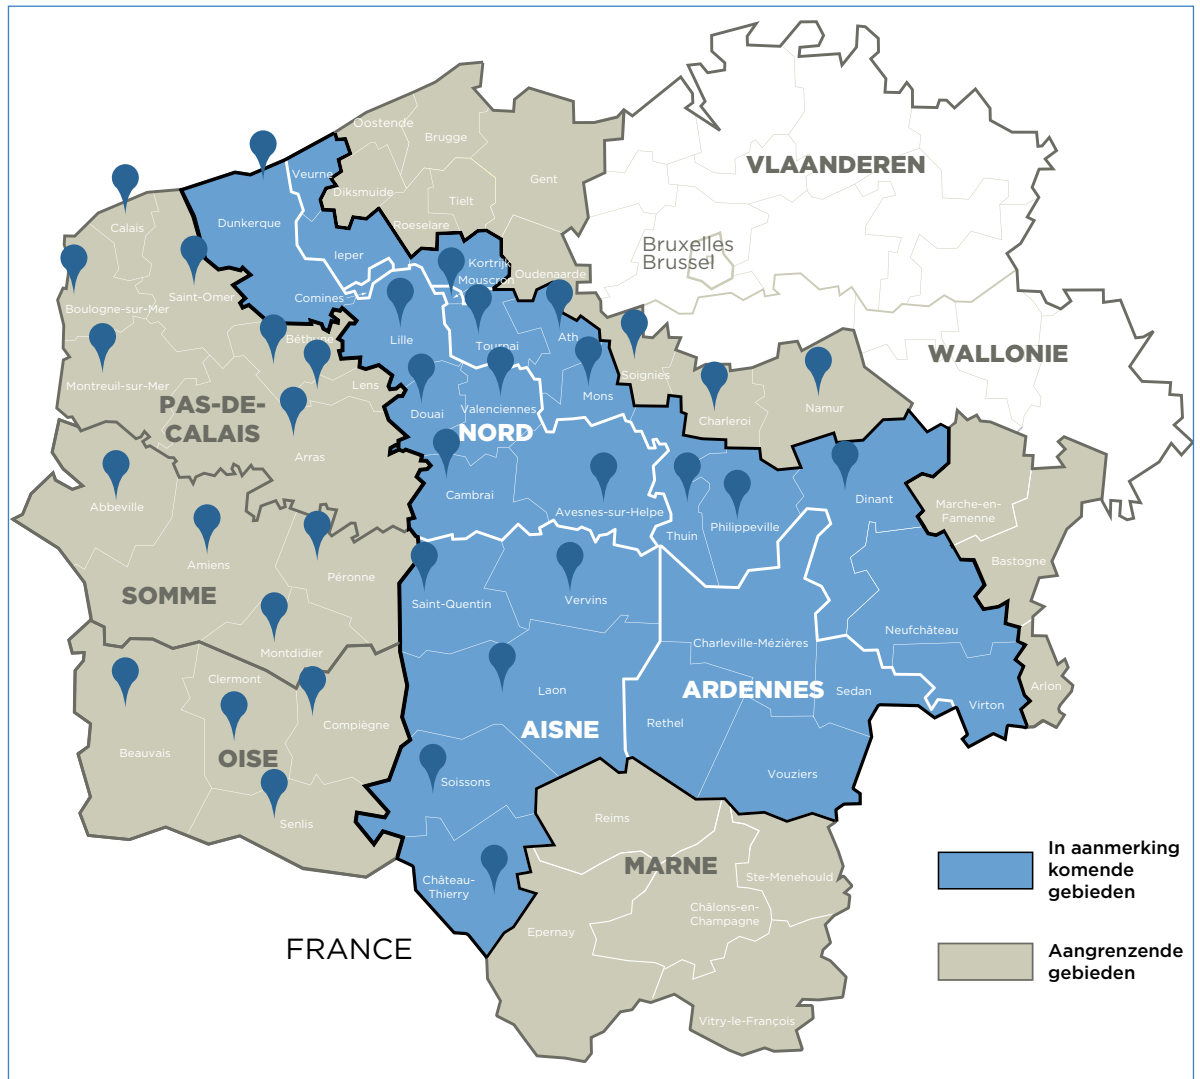 Oostende
Brugge
VLAANDEREN
Veurne
Diksmuide
Gent
Tielt
Calais
Dunkerque
Roeselare
Ieper
Bruxelles
Brussel
Kortrijk
Mouscron
Oudenaarde
Saint-Omer
Comines
Boulogne-sur-Mer
Béthune
Lille
Tournai
Ath
WALLONIE
Montreuil-sur-Mer
Lens
Soignies
PAS-DE-
CALAIS
Douai
Valenciennes
Mons
Charleroi
Namur
NORD
Arras
Abbeville
Cambrai
Avesnes-sur-Helpe
Thuin
Philippeville
Dinant
Marche-en-
Famenne
Amiens
Péronne
Bastogne
SOMME
Saint-Quentin
Vervins
Neufchâteau
Montdidier
Charleville-Mézières
Clermont
Laon
ARDENNES
Sedan
Arlon
Virton
Compiègne
AISNE
Rethel
Beauvais
OISE
Soissons
Vouziers
Senlis
Reims
MARNE
Château-
Thierry
Ste-Menehould
Châlons-en-
Champagne
Epernay
FRANCE
Vitry-le-François
In aanmerking
komende
gebieden
Aangrenzende
gebieden